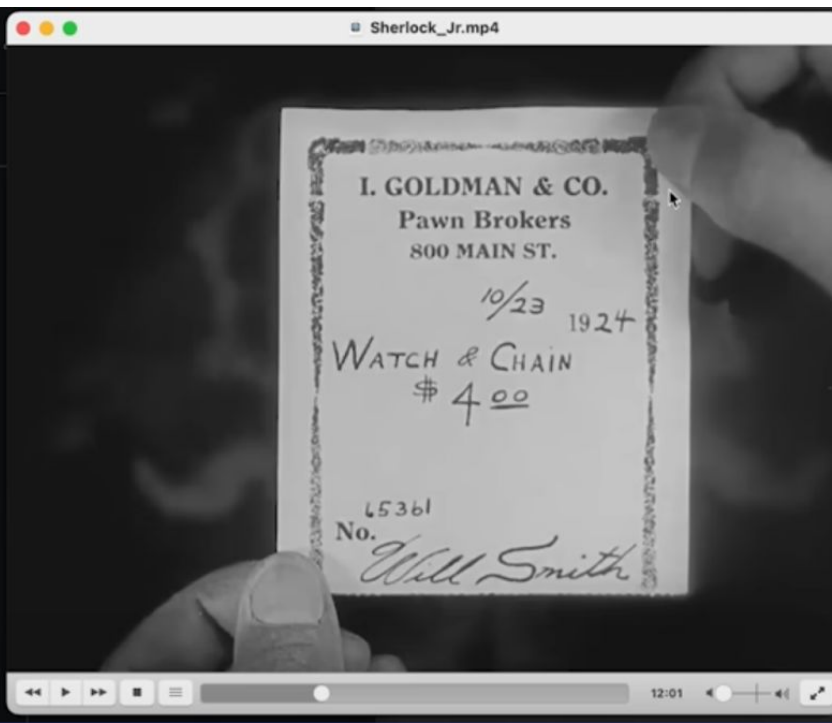 Sherlock_Jr.mp4
I. GOLDMAN & CO.
Pawn Brokers
800 MAIN ST.
10/23 1924
WATCH & CHAIN
$ 4 00
65361
No.
Will Smith
12:01